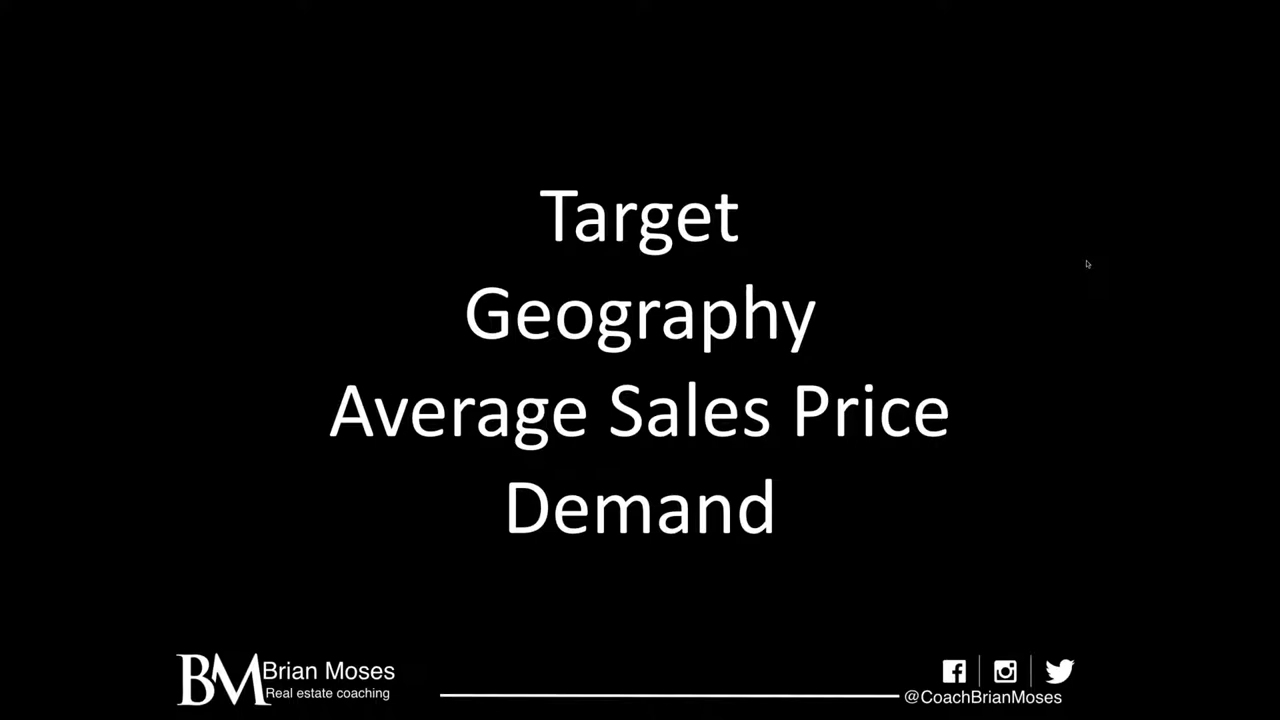 Target
Geography
Average Sales Price
Demand
BM
Brian Moses
Real estate coaching
@CoachBrianMoses